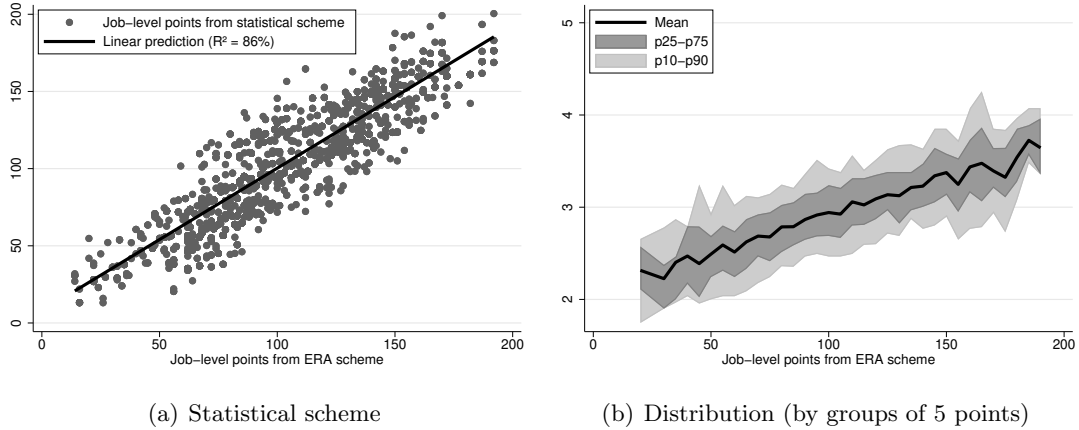 200
150
100
50
0
Job−level points from statistical scheme
Linear prediction (R² = 86%)
0 50 100 150 200
Job−level points from ERA scheme
(a) Statistical scheme
5
4
3
2
Mean
p25−p75
p10−p90
0 50 100 150 200
Job−level points from ERA scheme
(b) Distribution (by groups of 5 points)